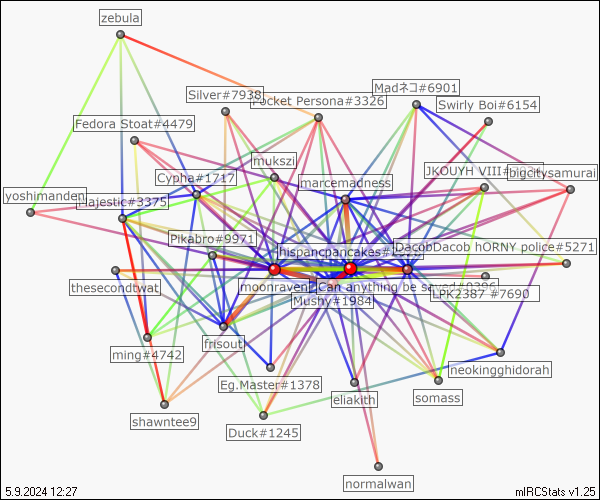 zebula
Silver#7938
Pocket Persona#3326
Madネコ#6901
Swirly Boi#6154
Fedora Stoat#4479
mukszi
Cypha#1717
marcemadness
JKOUYH VIII#
bigcitysamurai
yoshimanden
Majestic#3375
Pikabro#9971
hispancpancakes#
DacobDacob hORNY police#5271
thesecondtwat
moonraven
Can anything be saved#0396
LPK2387 #7690
Mushy#1984
frisout
ming#4742
neokingghidorah
Eg.Master#1378
eliakith
somass
shawntee9
Duck#1245
normalwan
5.9.2024 12:27
mIRCStats v1.25